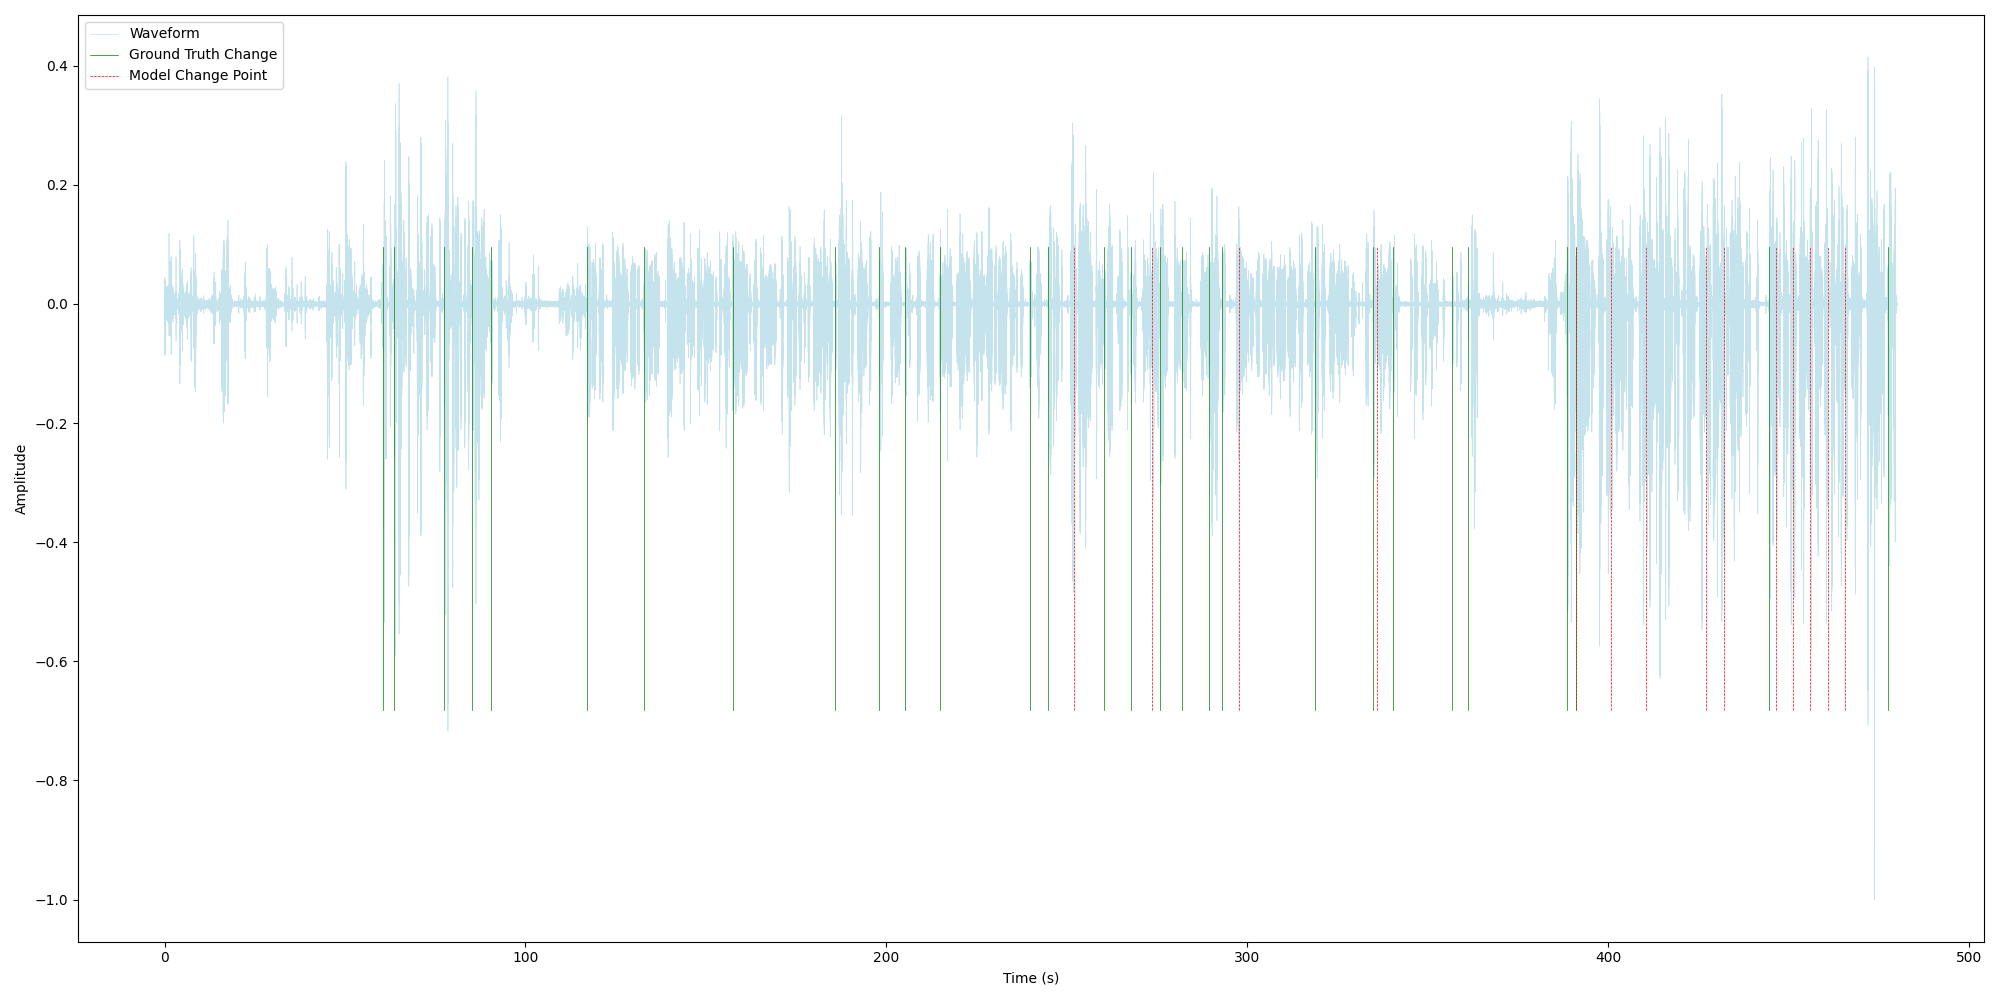 Waveform
Ground Truth Change
Model Change Point
0.4
0.2
0.0
−0.2
−0.4
−0.6
−0.8
−1.0
Amplitude
0
100
200
300
400
500
Time (s)